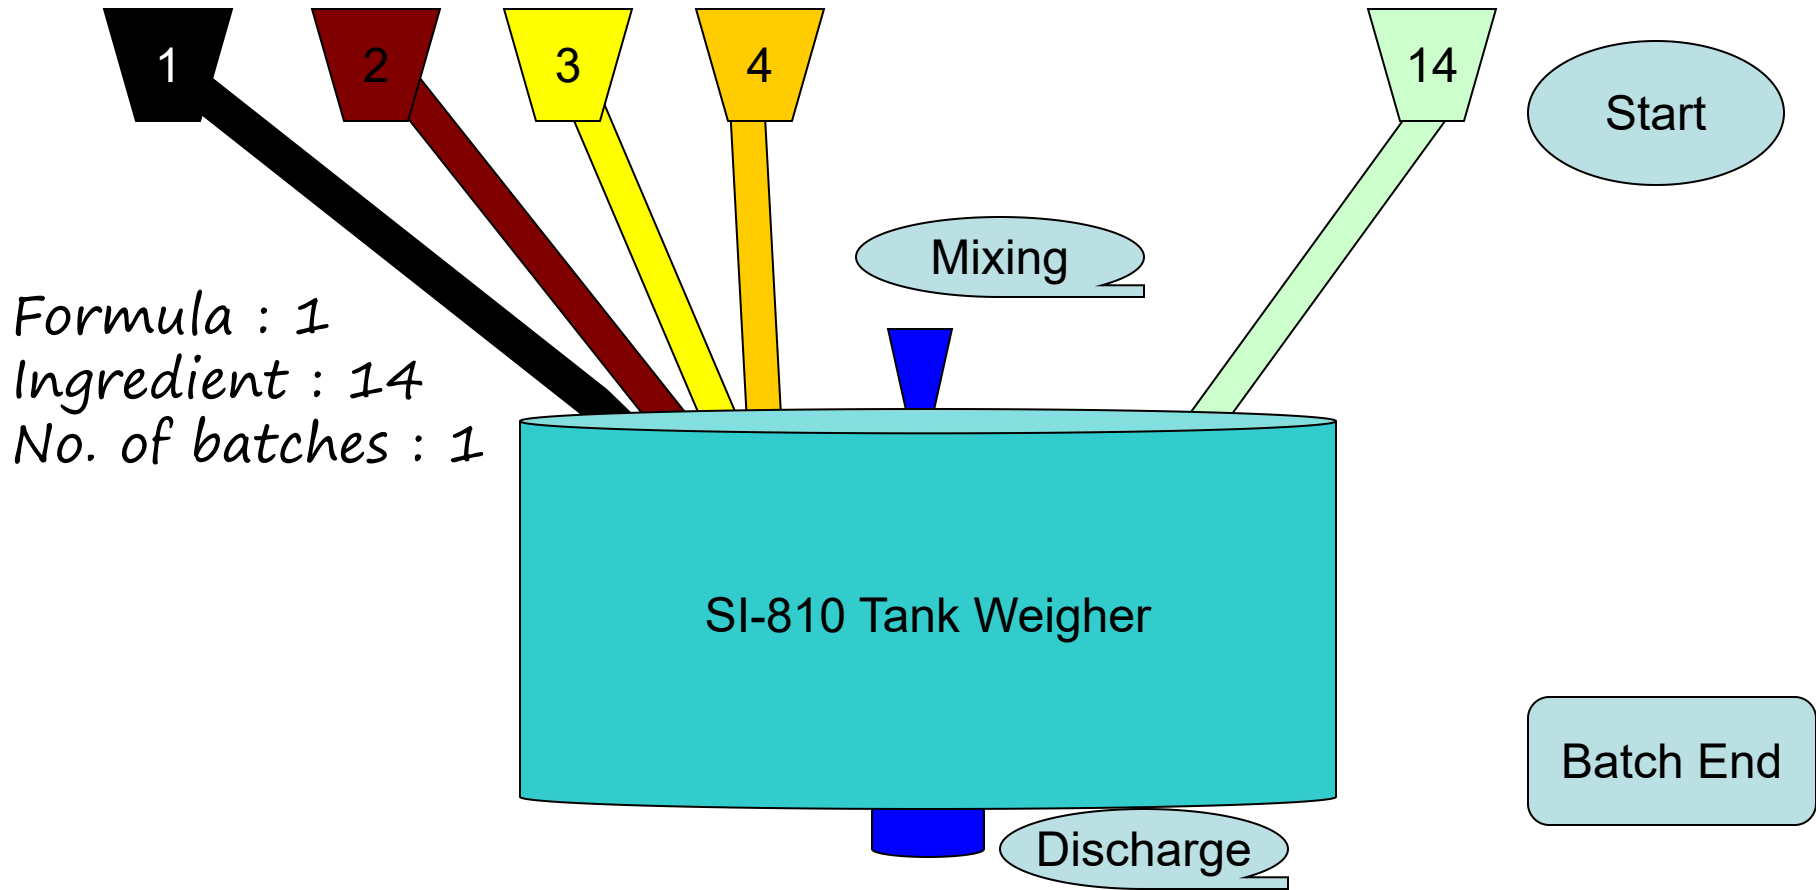 1
2
3
4
14
Start
Mixing
Formula : 1
Ingredient : 14
No. of batches : 1
SI-810 Tank Weigher
Batch End
Discharge